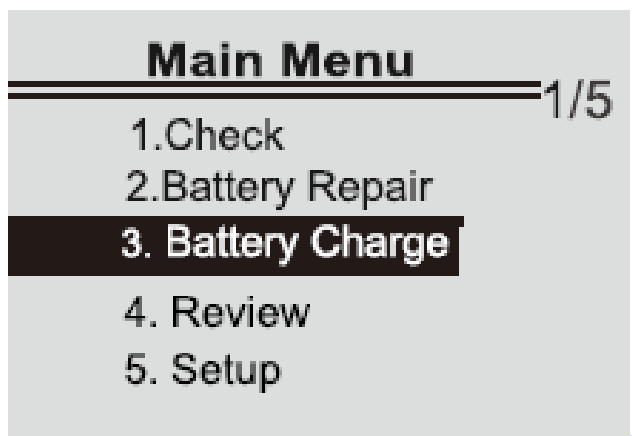 Main Menu
1/5
1.Check
2.Battery Repair
3. Battery Charge
4. Review
5. Setup